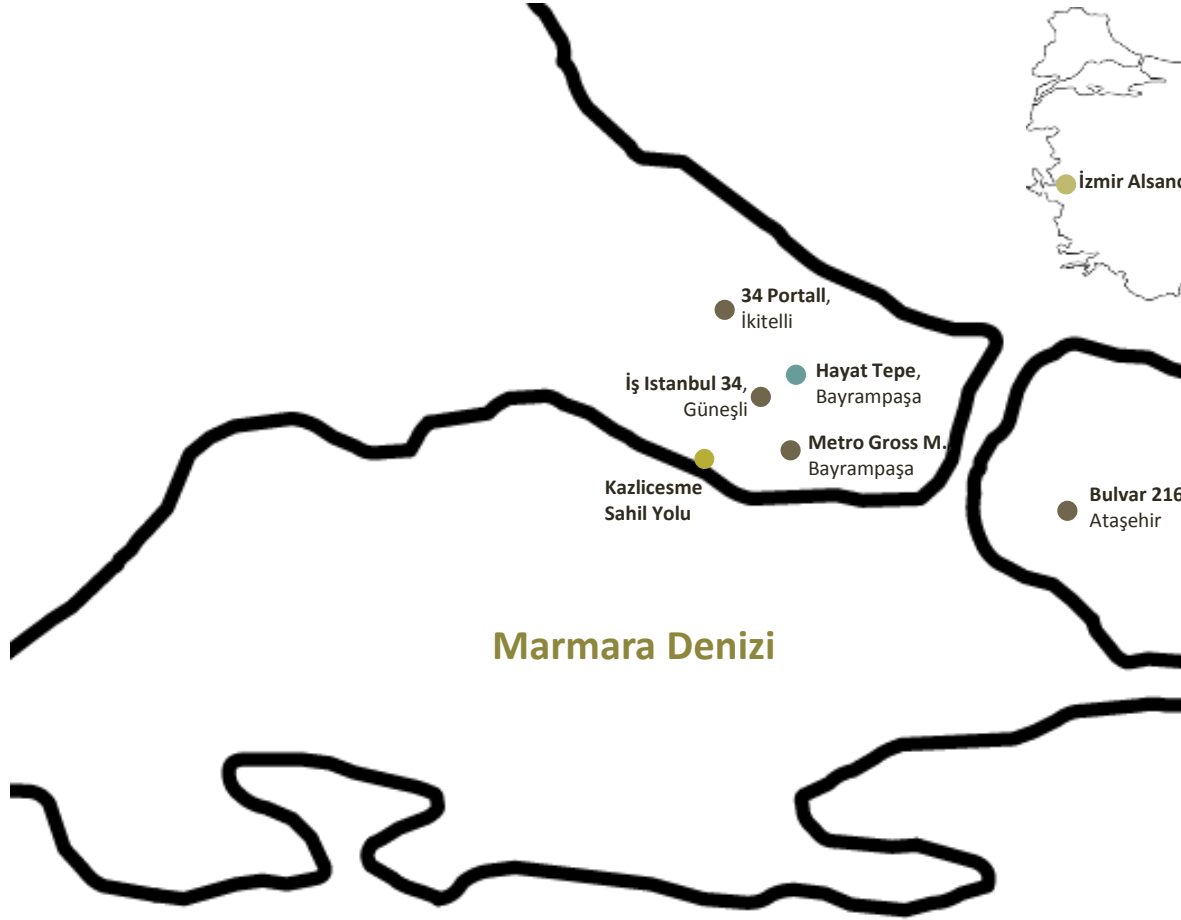 İzmir Alsanc
34 Portall,
İkitelli
Hayat Tepe,
Bayrampaşa
İş Istanbul 34,
Güneşli
Metro Gross M.,
Bayrampaşa
Kazlicesme
Sahil Yolu
Bulvar 216
Ataşehir
Marmara Denizi